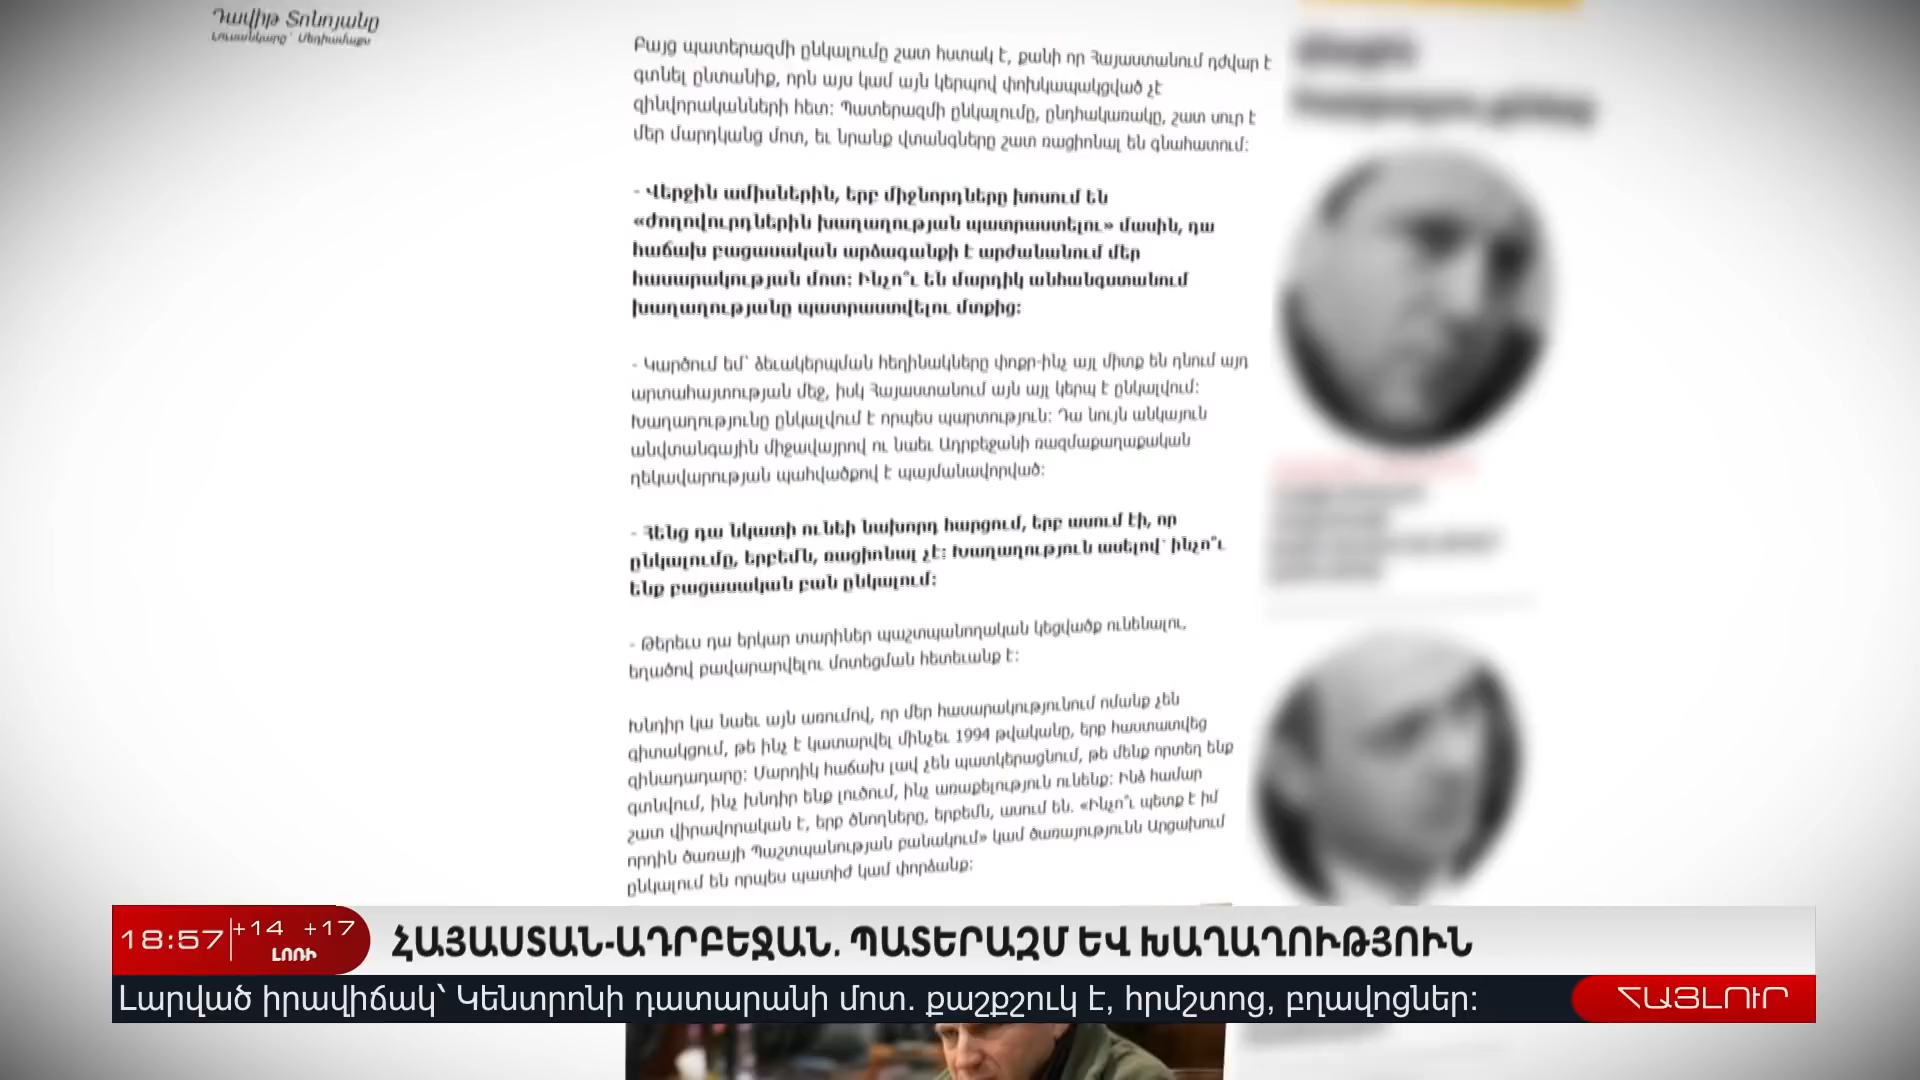 Դավիթ Տոնոյանը
Լուսանկարը՝ Մեդիամաքս
Բայց պատերազմի ընկալումը շատ հստակ է, քանի որ Հայաստանում դժվար է
գտնել ընտանիք, որն այս կամ այն կերպով փոխկապակցված չէ
զինվորականների հետ: Պատերազմի ընկալումը, ընդհակառակը, շատ սուր է
մեր մարդկանց մոտ, եւ նրանք վտանգները շատ ռացիոնալ են գնահատում:
- Վերջին ամիսներին, երբ միջնորդները խոսում են
«ժողովուրդներին խաղաղության պատրաստելու» մասին, դա
հաճախ բացասական արձագանքի է արժանանում մեր
հասարակության մոտ: Ինչո՞ւ են մարդիկ անհանգստանում
խաղաղությանը պատրաստվելու մտքից:
- Կարծում եմ՝ ձեւակերպման հեղինակները փոքր-ինչ այլ միտք են դնում այդ
արտահայտության մեջ, իսկ Հայաստանում այն այլ կերպ է ընկալվում:
Խաղաղությունը ընկալվում է որպես պարտություն: Դա նույն անկայուն
անվտանգային միջավայրով ու նաեւ Ադրբեջանի ռազմաքաղաքական
ղեկավարության պահվածքով է պայմանավորված:
- Հենց դա նկատի ունեի նախորդ հարցում, երբ ասում էի, որ
ընկալումը, երբեմն, ռացիոնալ չէ: Խաղաղություն ասելով՝ ինչո՞ւ
ենք բացասական բան ընկալում:
- Թերեւս դա երկար տարիներ պաշտպանողական կեցվածք ունենալու,
եղածով բավարարվելու մոտեցման հետեւանք է:
Խնդիր կա նաեւ այն առումով, որ մեր հասարակությունում ոմանք չեն
գիտակցում, թե ինչ է կատարվել մինչեւ 1994 թվականը, երբ հաստատվեց
զինադադարը: Մարդիկ հաճախ լավ չեն պատկերացնում, թե մենք որտեղ ենք
գտնվում, ինչ խնդիր ենք լուծում, ինչ առաքելություն ունենք: Ինձ համար
շատ վիրավորական է, երբ ծնողները, երբեմն, ասում են. «Ինչո՞ւ պետք է իմ
որդին ծառայի Պաշտպանության բանակում» կամ ծառայությունն Արցախում
ընկալում են որպես պատիժ կամ փորձանք:
18:57 +14 +17
ԼՈՌԻ
ՀԱՅԱՍՏԱՆ-ԱԴՐԲԵՋԱՆ. ՊԱՏԵՐԱԶՄ ԵՎ ԽԱՂԱՂՈՒԹՅՈՒՆ
Լարված իրավիճակ՝ Կենտրոնի դատարանի մոտ. քաշքշուկ է, հրմշտոց, բղավոցներ:
ՀԱՅԼՈՒՐ